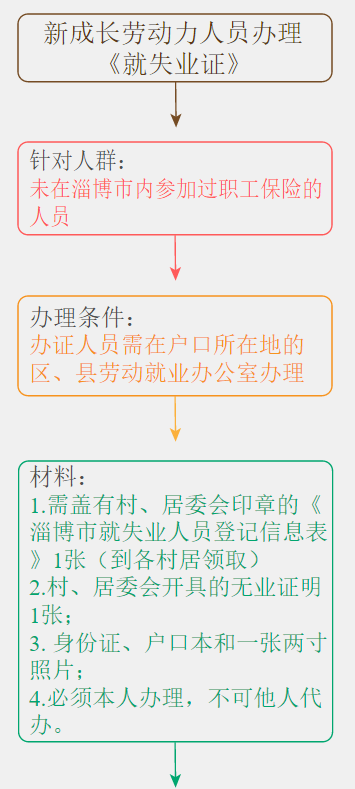 新成长劳动力人员办理
《就失业证》
针对人群：
未在淄博市内参加过职工保险的
人员
办理条件：
办证人员需在户口所在地的
区、县劳动就业办公室办理
材料：
1.需盖有村、居委会印章的《
淄博市就失业人员登记信息表
》1张（到各村居领取）
2.村、居委会开具的无业证明
1张；
3. 身份证、户口本和一张两寸
照片；
4.必须本人办理，不可他人代
办。